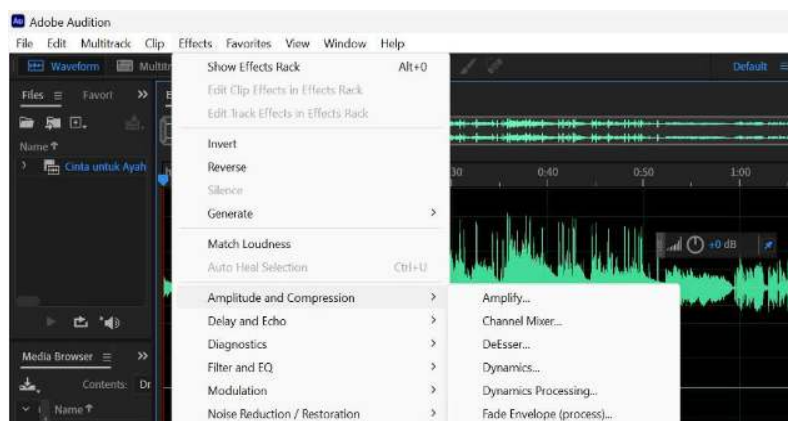 Au Adobe Audition
File Edit Multitrack Clip Effects Favorites View Window Help
Waveform
Default
Files
Favorit
Name
Cinta untuk Ayah
Media Browser
Contents: Dr
Name
Show Effects Rack Alt+0
Edit Clip Effects in Effects Rack
Edit Track Effects in Effects Rack
Invert
Reverse
Silence
Generate
Match Loudness
Auto Heal Selection Ctrl+U
Amplitude and Compression
Delay and Echo
Diagnostics
Filter and EQ
Modulation
Noise Reduction / Restoration
Amplify...
Channel Mixer...
DeEsser...
Dynamics...
Dynamics Processing...
Fade Envelope (process)...
30 0:40 0:50 1:00
+0 dB